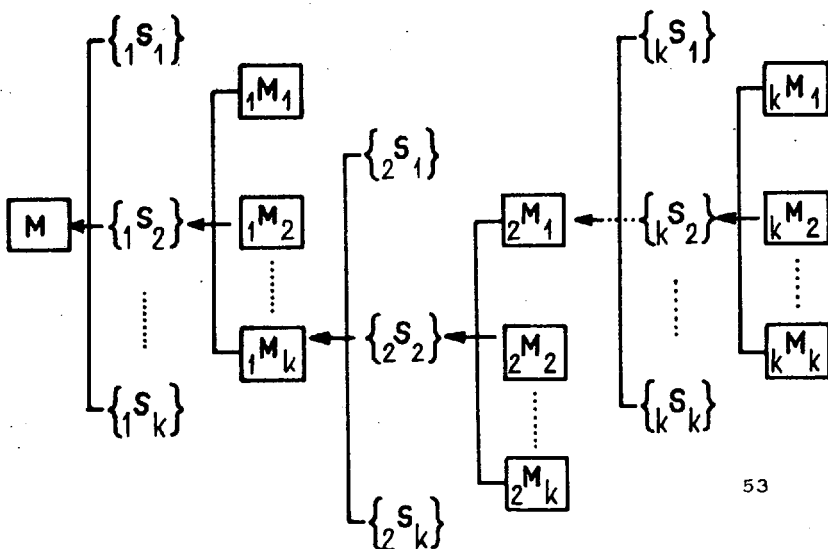 {₁S₁}
{₁S₂}
{₁Sₖ}
M
₁M₁
₁M₂
₁Mₖ
{₂S₁}
{₂S₂}
{₂Sₖ}
₂M₁
₂M₂
₂Mₖ
{ₖS₁}
{ₖS₂}
{ₖSₖ}
ₖM₁
ₖM₂
ₖMₖ
53